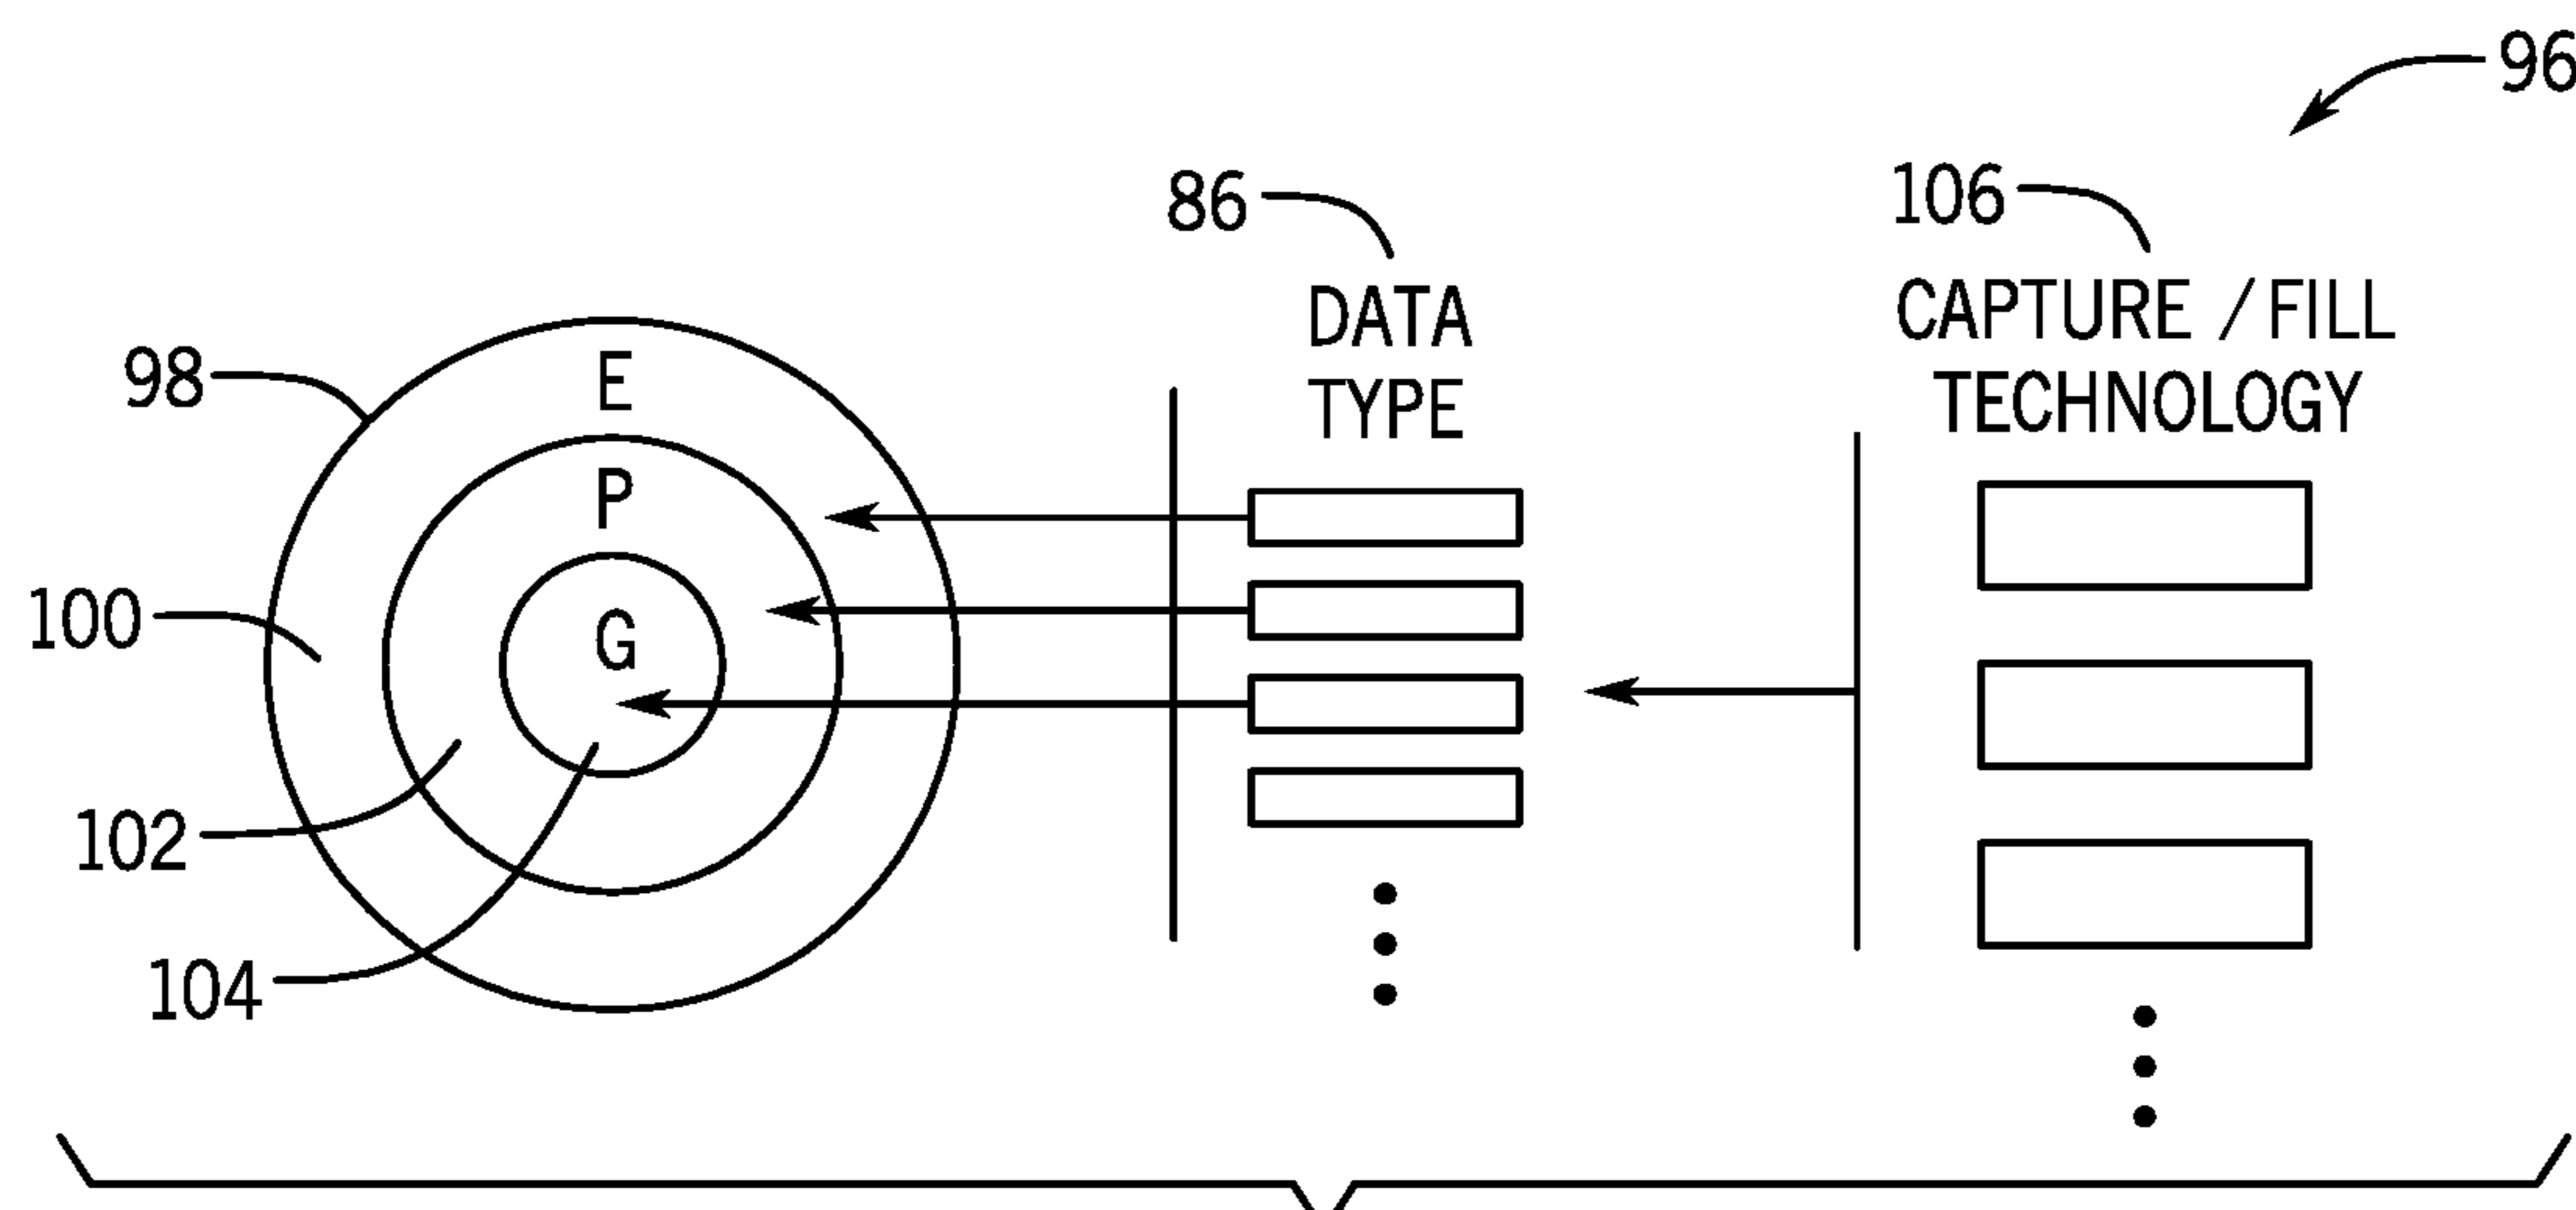 96
86
106
DATA
TYPE
CAPTURE / FILL
TECHNOLOGY
98
E
P
G
100
102
104